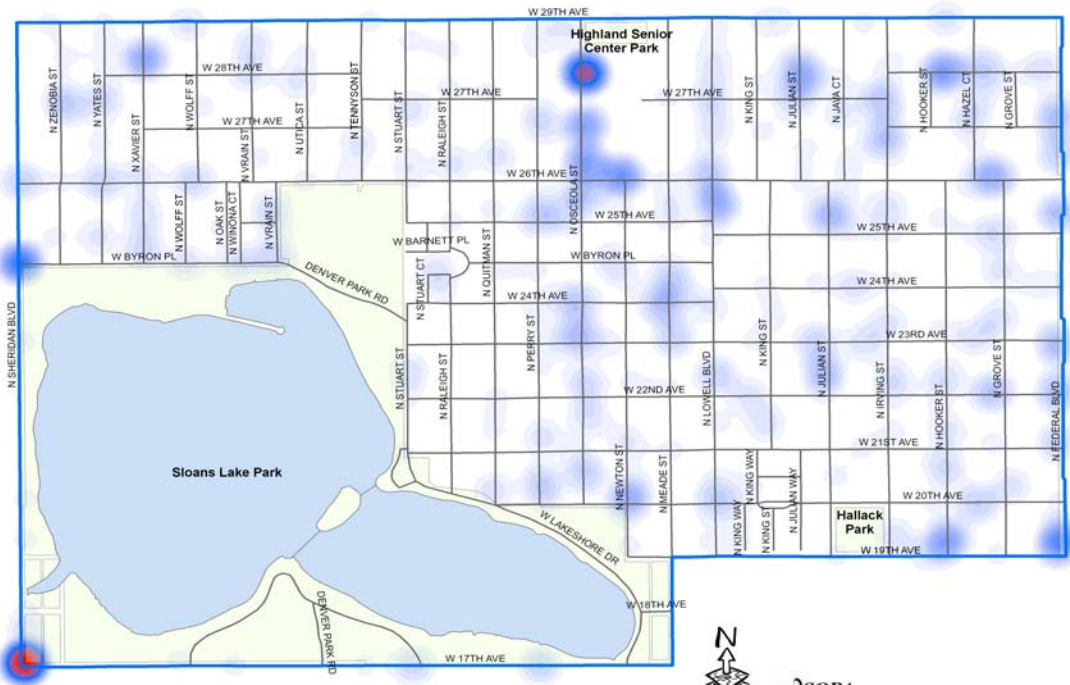 W 29TH AVE
Highland Senior
Center Park
N ZENOBIA ST
N YATES ST
N XAVIER ST
W 28TH AVE
N WOLFF ST
W 27TH AVE
N VRAIN ST
N UTICA ST
N TENNYSON ST
N STUART ST
W 27TH AVE
N RALEIGH ST
W 27TH AVE
N KING ST
N JULIAN ST
N JAVA CT
N HOOKER ST
N HAZEL CT
N GROVE ST
W 26TH AVE
N OSCEOLA ST
N WOLFF ST
N OAK ST
N WINONA CT
N VRAIN ST
W 25TH AVE
W 25TH AVE
W BARNETT PL
N QUITMAN ST
W BYRON PL
W BYRON PL
DENVER PARK RD
N STUART CT
W 24TH AVE
W 24TH AVE
N SHERIDAN BLVD
N PERRY ST
N KING ST
W 23RD AVE
N STUART ST
N RALEIGH ST
N LOWELL BLVD
N JULIAN ST
N IRVING ST
N GROVE ST
W 22ND AVE
N HOOKER ST
N FEDERAL BLVD
W 21ST AVE
Sloans Lake Park
N NEWTON ST
N MEADE ST
N KING WAY
N JULIAN WAY
W 20TH AVE
N KING WAY
N KING ST
Hallack
Park
W LAKESHORE DR
W 19TH AVE
W 18TH AVE
DENVER PARK RD
W 17TH AVE
N